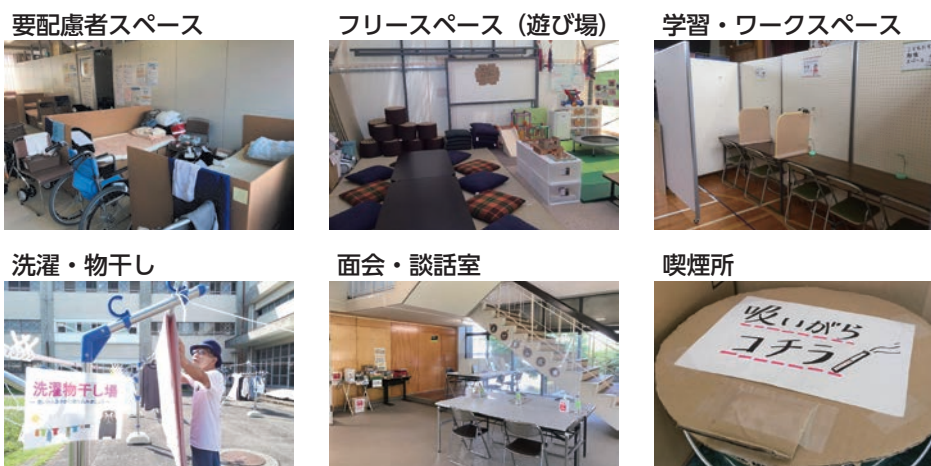 要配慮者スペース
フリースペース（遊び場）
学習・ワークスペース
洗濯・物干し
洗濯物干し場
面会・談話室
喫煙所
吸いがら
コチラ